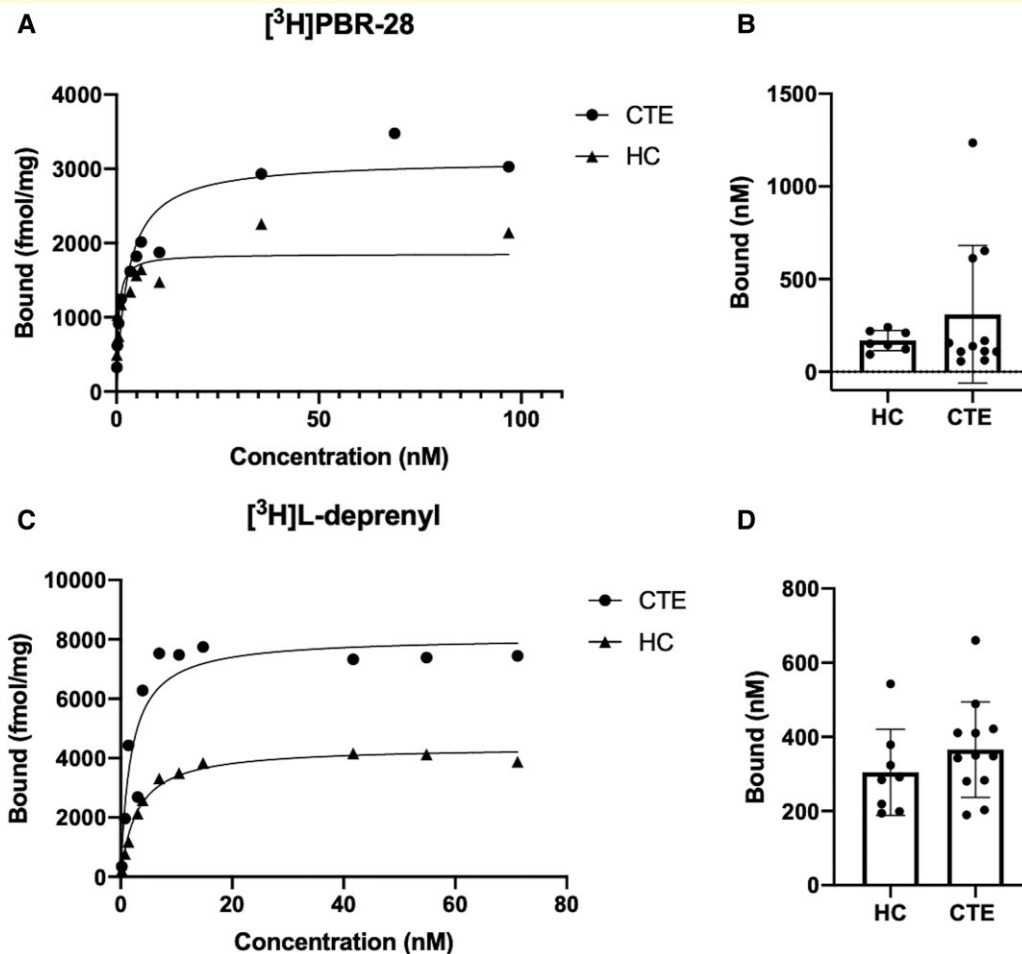 A
[³H]PBR-28
Bound (fmol/mg)
4000
3000
2000
1000
0
0
50
100
Concentration (nM)
CTE
HC
B
Bound (nM)
1500
1000
500
0
HC
CTE
C
[³H]L-deprenyl
Bound (fmol/mg)
10000
8000
6000
4000
2000
0
0
20
40
60
80
Concentration (nM)
CTE
HC
D
Bound (nM)
800
600
400
200
0
HC
CTE